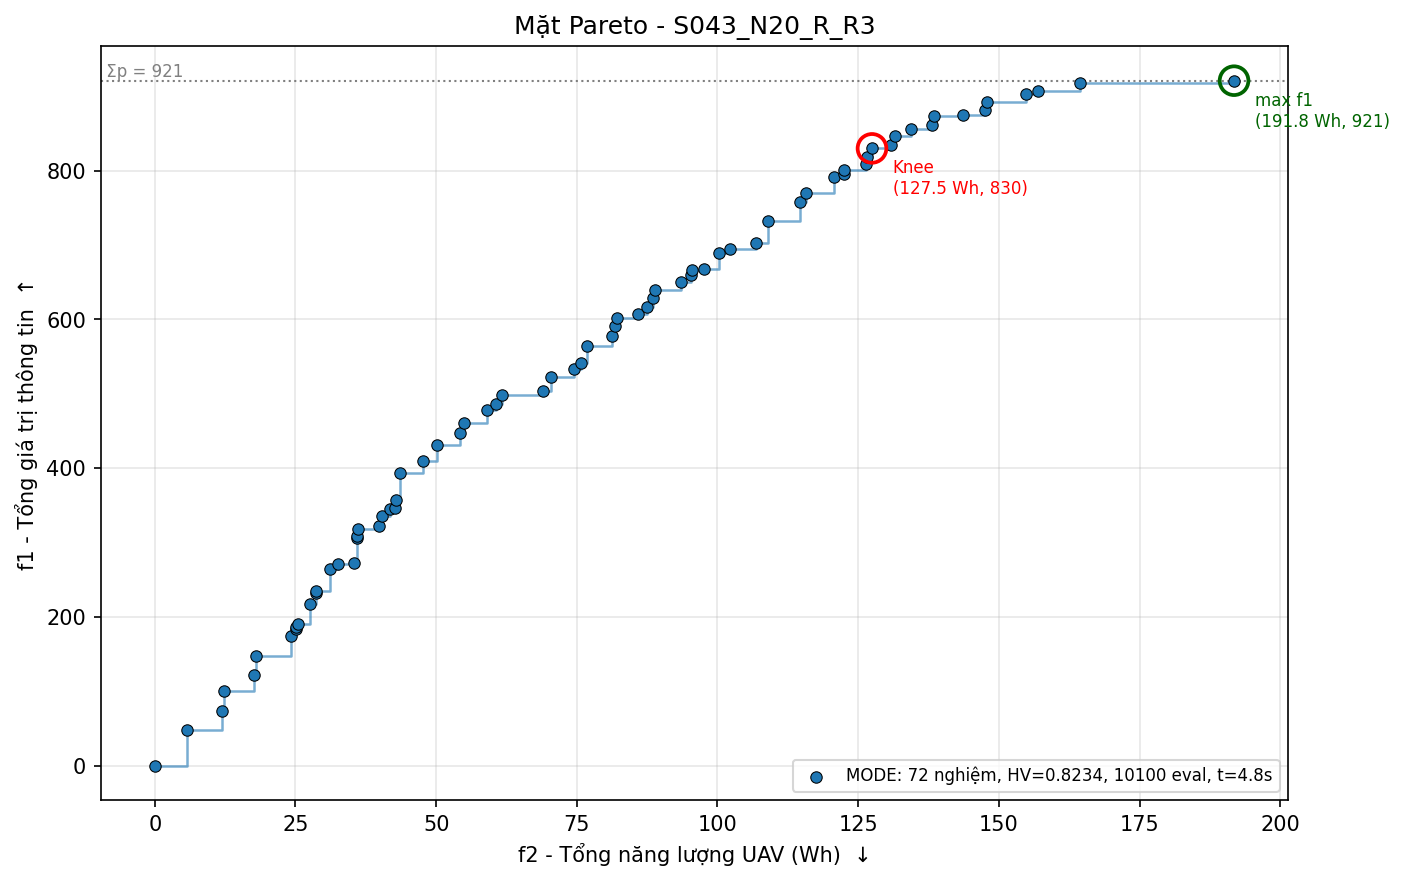 Mặt Pareto - S043_N20_R_R3
Σp = 921
max f1
(191.8 Wh, 921)
Knee
(127.5 Wh, 830)
800
600
400
200
0
f1 - Tổng giá trị thông tin ↑
MODE: 72 nghiệm, HV=0.8234, 10100 eval, t=4.8s
0 25 50 75 100 125 150 175 200
f2 - Tổng năng lượng UAV (Wh) ↓